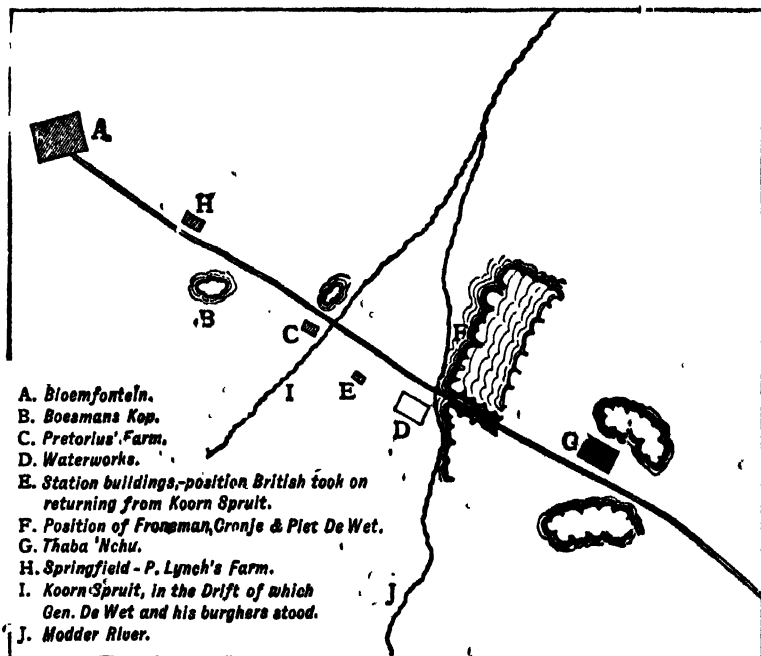 A
H
B
C
I
E
D
F
G
J
A. Bloemfontein.
B. Boesmans Kop.
C. Pretorius' Farm.
D. Waterworks.
E. Station buildings,-position British took on
returning from Koorn Spruit.
F. Position of Froneman, Cronje & Piet De Wet.
G. Thaba 'Nchu.
H. Springfield - P. Lynch's Farm.
I. Koorn Spruit, in the Drift of which
Gen. De Wet and his burghers stood.
J. Modder River.